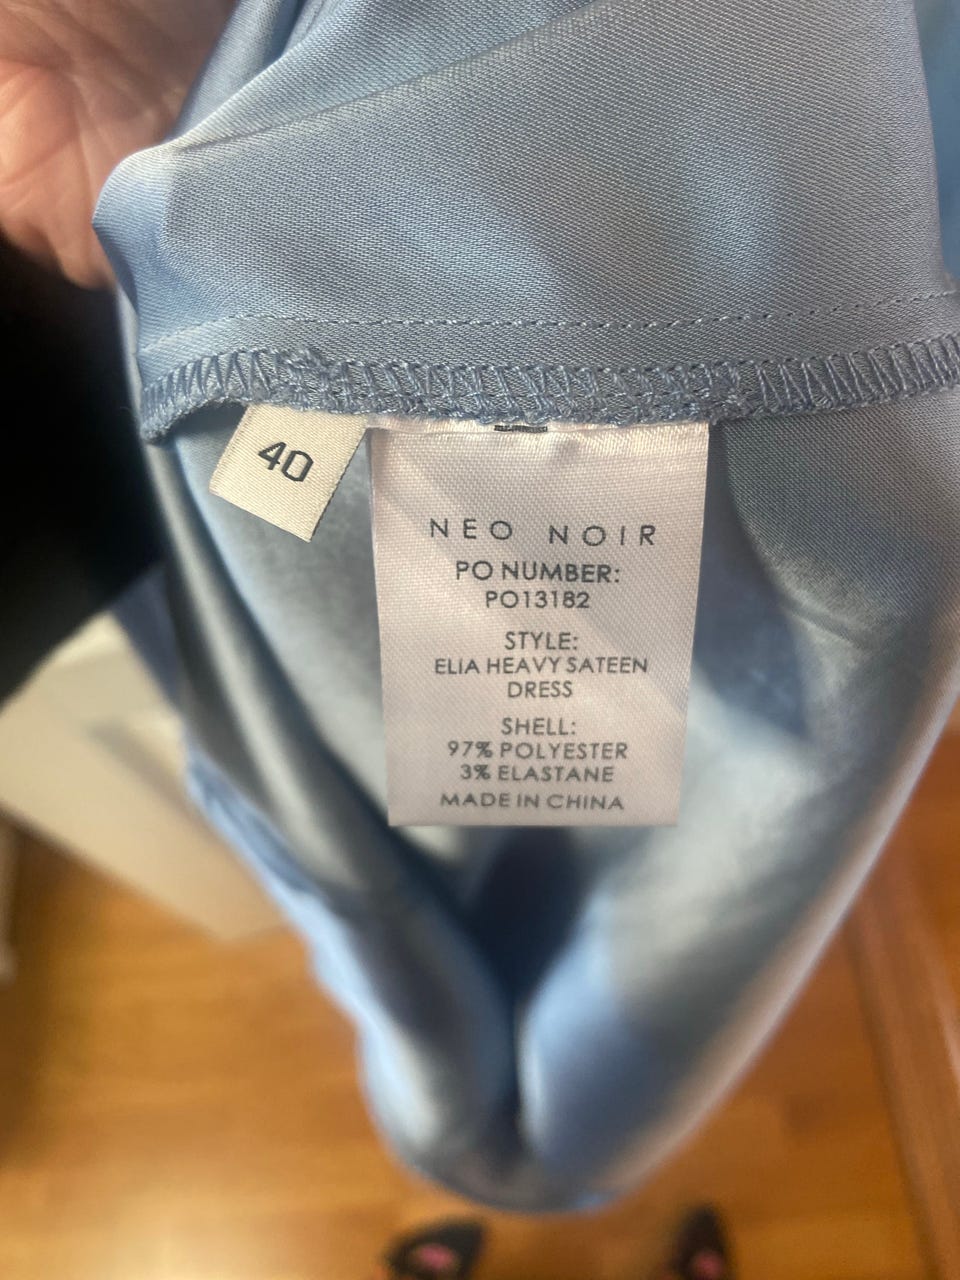 40
NEO NOIR
PO NUMBER:
PO13182
STYLE:
ELIA HEAVY SATEEN
DRESS
SHELL:
97% POLYESTER
3% ELASTANE
MADE IN CHINA